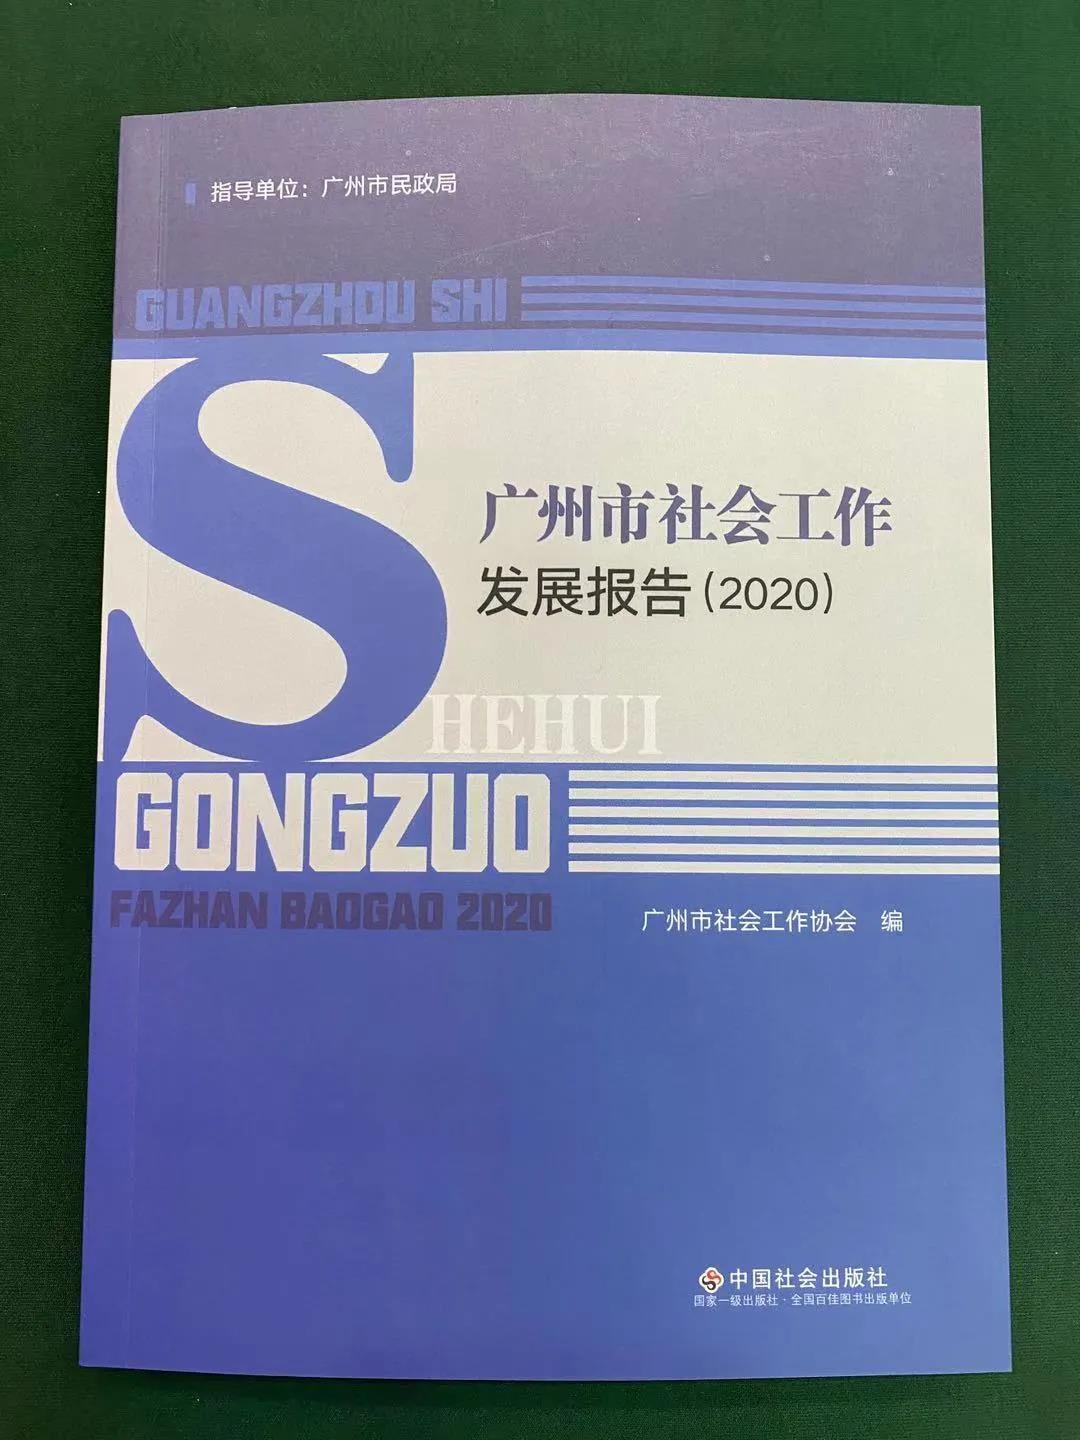 指导单位：广州市民政局
GUANGZHOU SHI
广州市社会工作
发展报告(2020)
SHEHUI
GONGZUO
FAZHAN BAOGAO 2020
广州市社会工作协会 编
中国社会出版社
国家一级出版社·全国百佳图书出版单位